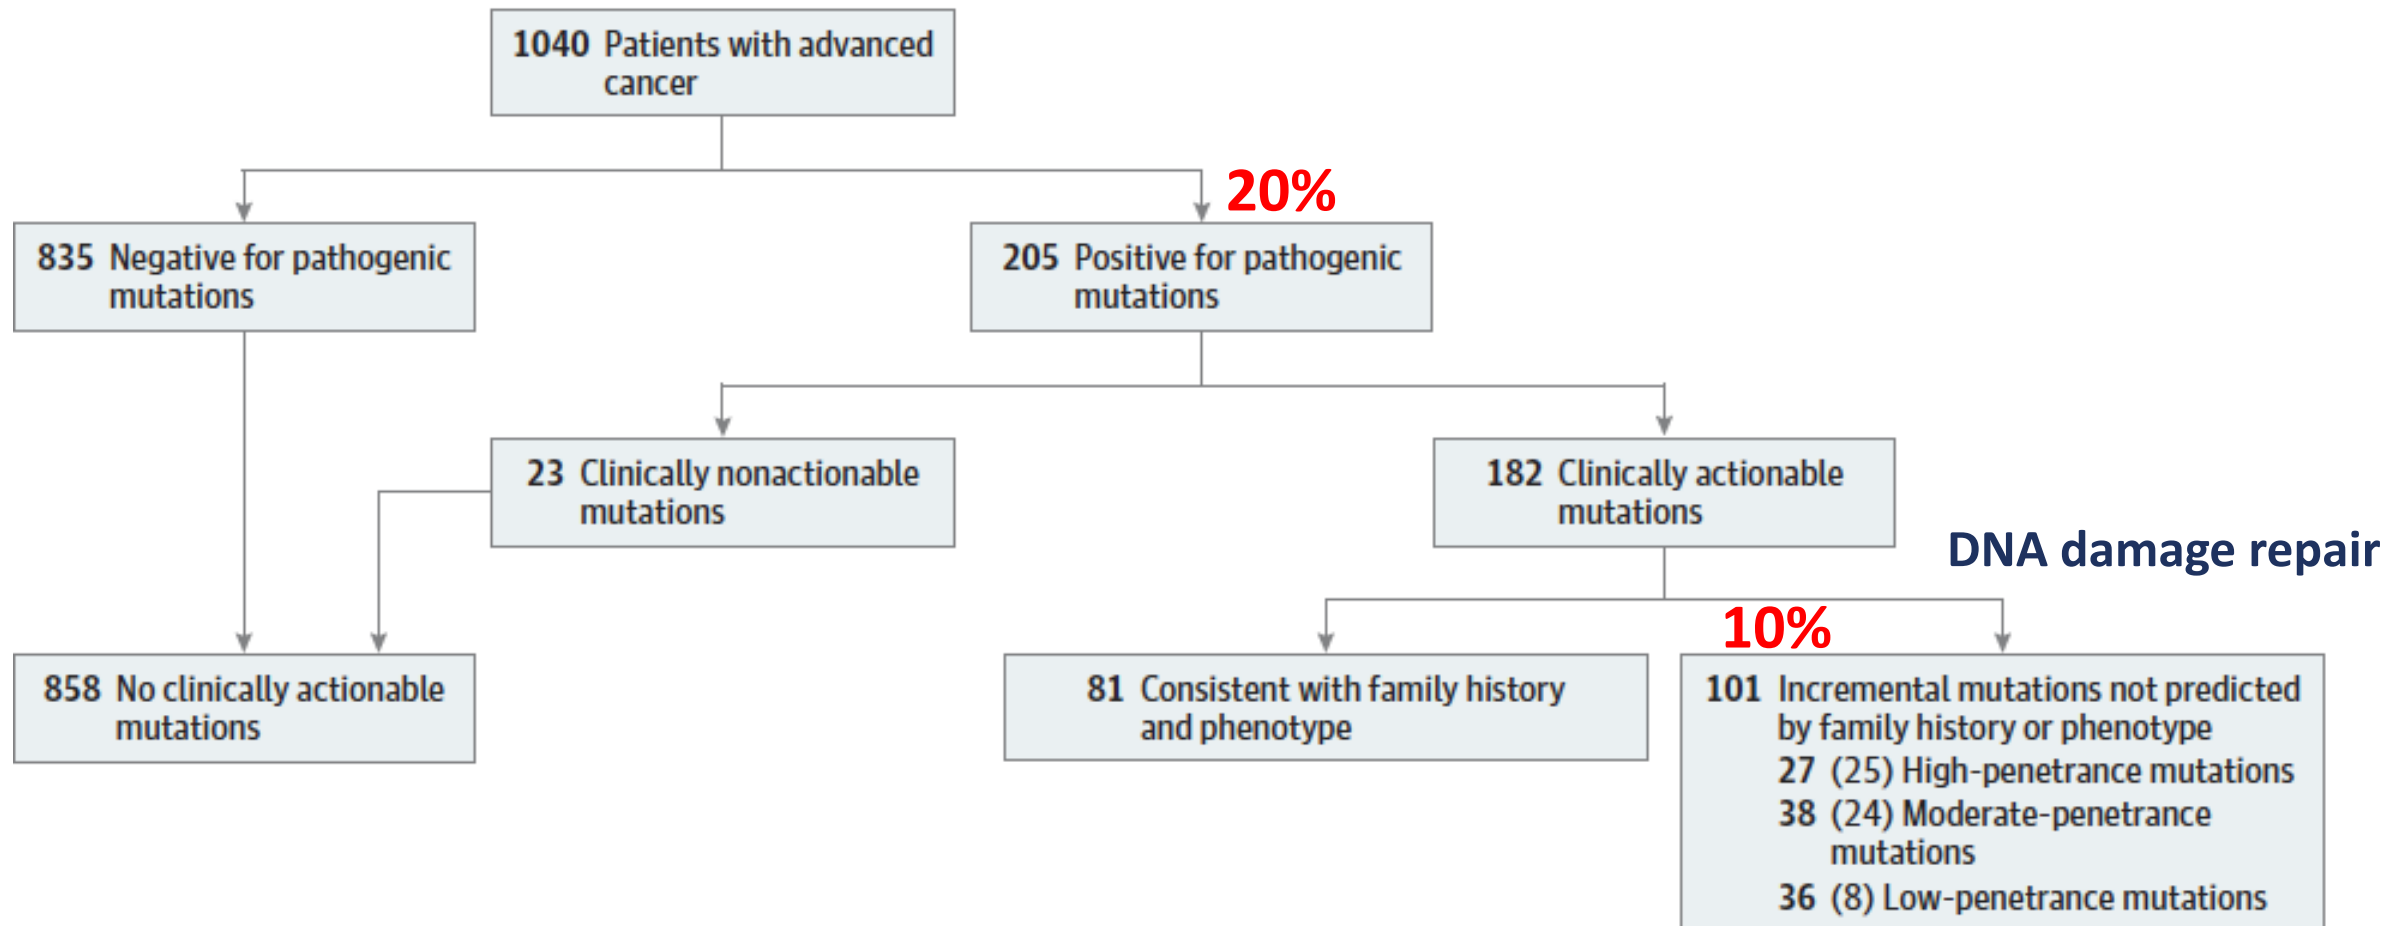 1040 Patients with advanced
cancer
20%
835 Negative for pathogenic
mutations
205 Positive for pathogenic
mutations
23 Clinically nonactionable
mutations
182 Clinically actionable
mutations
DNA damage repair
10%
858 No clinically actionable
mutations
81 Consistent with family history
and phenotype
101 Incremental mutations not predicted
by family history or phenotype
27 (25) High-penetrance mutations
38 (24) Moderate-penetrance
mutations
36 (8) Low-penetrance mutations